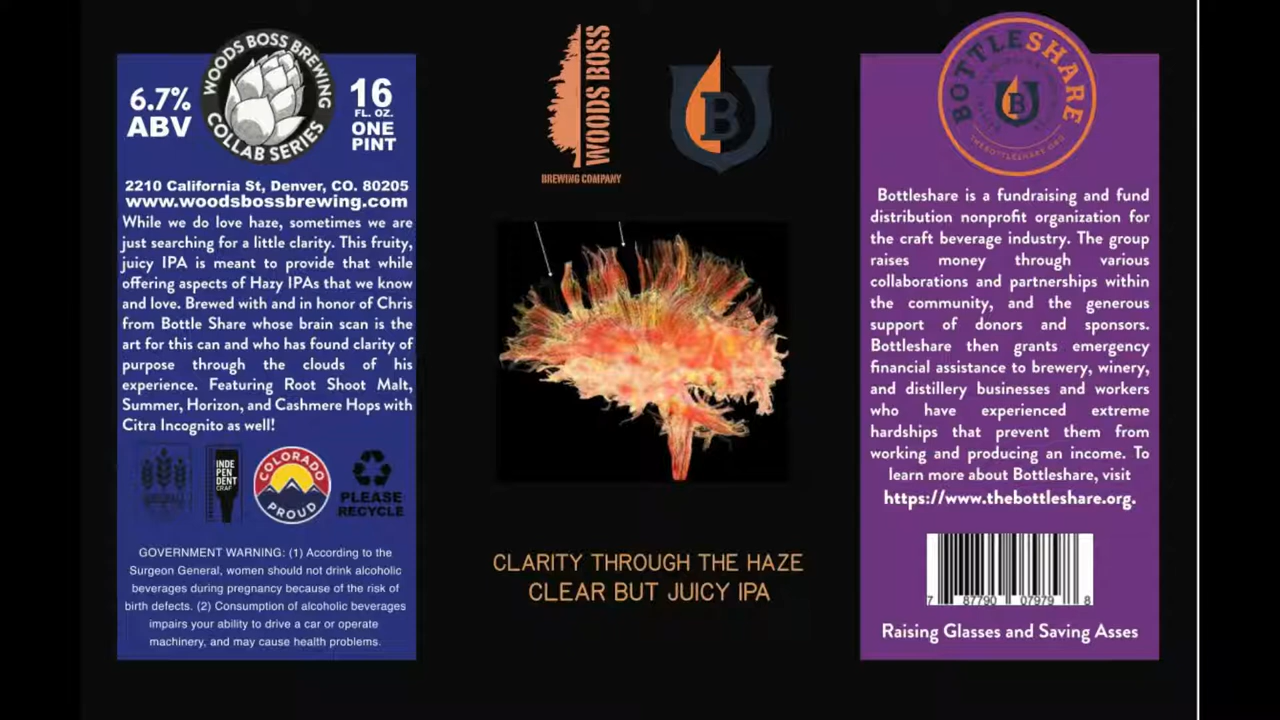 WOODS BOSS BREWING
COLLAB SERIES
6.7%
ABV
16
FL. OZ.
ONE
PINT
2210 California St, Denver, CO. 80205
www.woodsbossbrewing.com
While we do love haze, sometimes we are
just searching for a little clarity. This fruity,
juicy IPA is meant to provide that while
offering aspects of Hazy IPAs that we know
and love. Brewed with and in honor of Chris
from Bottle Share whose brain scan is the
art for this can and who has found clarity of
purpose through the clouds of his
experience. Featuring Root Shoot Malt,
Summer, Horizon, and Cashmere Hops with
Citra Incognito as well!
INDE
PEN
DENT
CRAF
COLORADO
PROUD
PLEASE
RECYCLE
GOVERNMENT WARNING: (1) According to the
Surgeon General, women should not drink alcoholic
beverages during pregnancy because of the risk of
birth defects. (2) Consumption of alcoholic beverages
impairs your ability to drive a car or operate
machinery, and may cause health problems.
WOODS BOSS
BREWING COMPANY
B
CLARITY THROUGH THE HAZE
CLEAR BUT JUICY IPA
BOTTLESHARE
B
THEBOTTLESHARE.ORG
Bottleshare is a fundraising and fund
distribution nonprofit organization for
the craft beverage industry. The group
raises money through various
collaborations and partnerships within
the community, and the generous
support of donors and sponsors.
Bottleshare then grants emergency
financial assistance to brewery, winery,
and distillery businesses and workers
who have experienced extreme
hardships that prevent them from
working and producing an income. To
learn more about Bottleshare, visit
https://www.thebottleshare.org.
7 87790 07979 8
Raising Glasses and Saving Asses